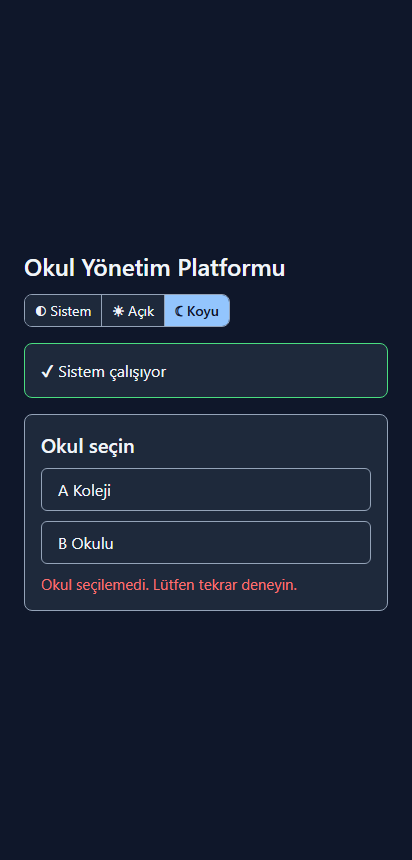 Okul Yönetim Platformu
◐ Sistem ☀ Açık ☾ Koyu
✓ Sistem çalışıyor
Okul seçin
A Koleji
B Okulu
Okul seçilemedi. Lütfen tekrar deneyin.